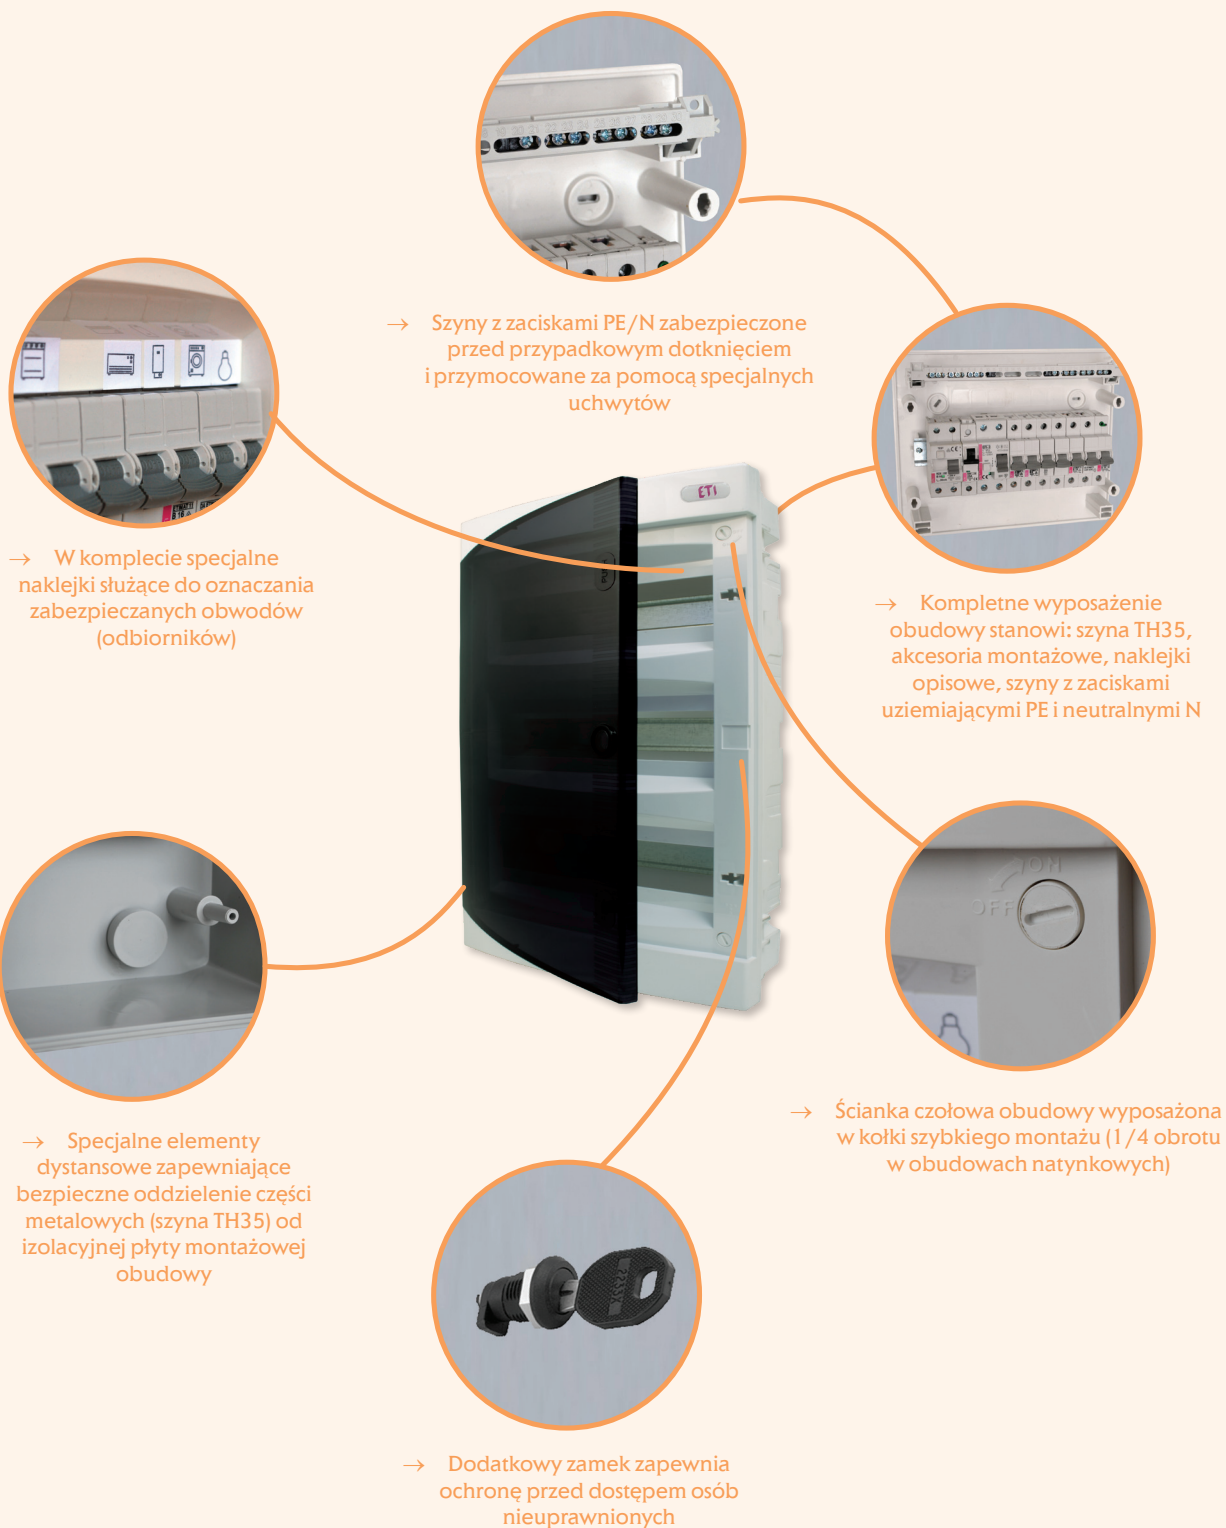 → Szyny z zaciskami PE/N zabezpieczone
przed przypadkowym dotknięciem
i przymocowane za pomocą specjalnych
uchwytów
→ W komplecie specjalne
naklejki służące do oznaczania
zabezpieczanych obwodów
(odbiorników)
ETI
PUSH
→ Kompletne wyposażenie
obudowy stanowi: szyna TH35,
akcesoria montażowe, naklejki
opisowe, szyny z zaciskami
uziemiającymi PE i neutralnymi N
ON
OFF
→ Ścianka czołowa obudowy wyposażona
w kołki szybkiego montażu (1/4 obrotu
w obudowach natynkowych)
→ Specjalne elementy
dystansowe zapewniające
bezpieczne oddzielenie części
metalowych (szyna TH35) od
izolacyjnej płyty montażowej
obudowy
2233X
→ Dodatkowy zamek zapewnia
ochronę przed dostępem osób
nieuprawnionych